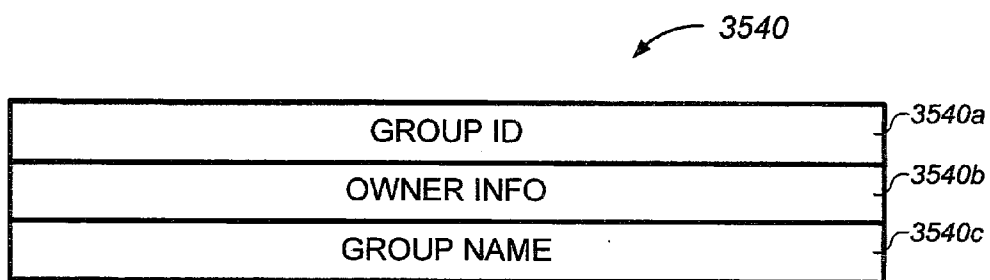 3540
GROUP ID 3540a
OWNER INFO 3540b
GROUP NAME 3540c